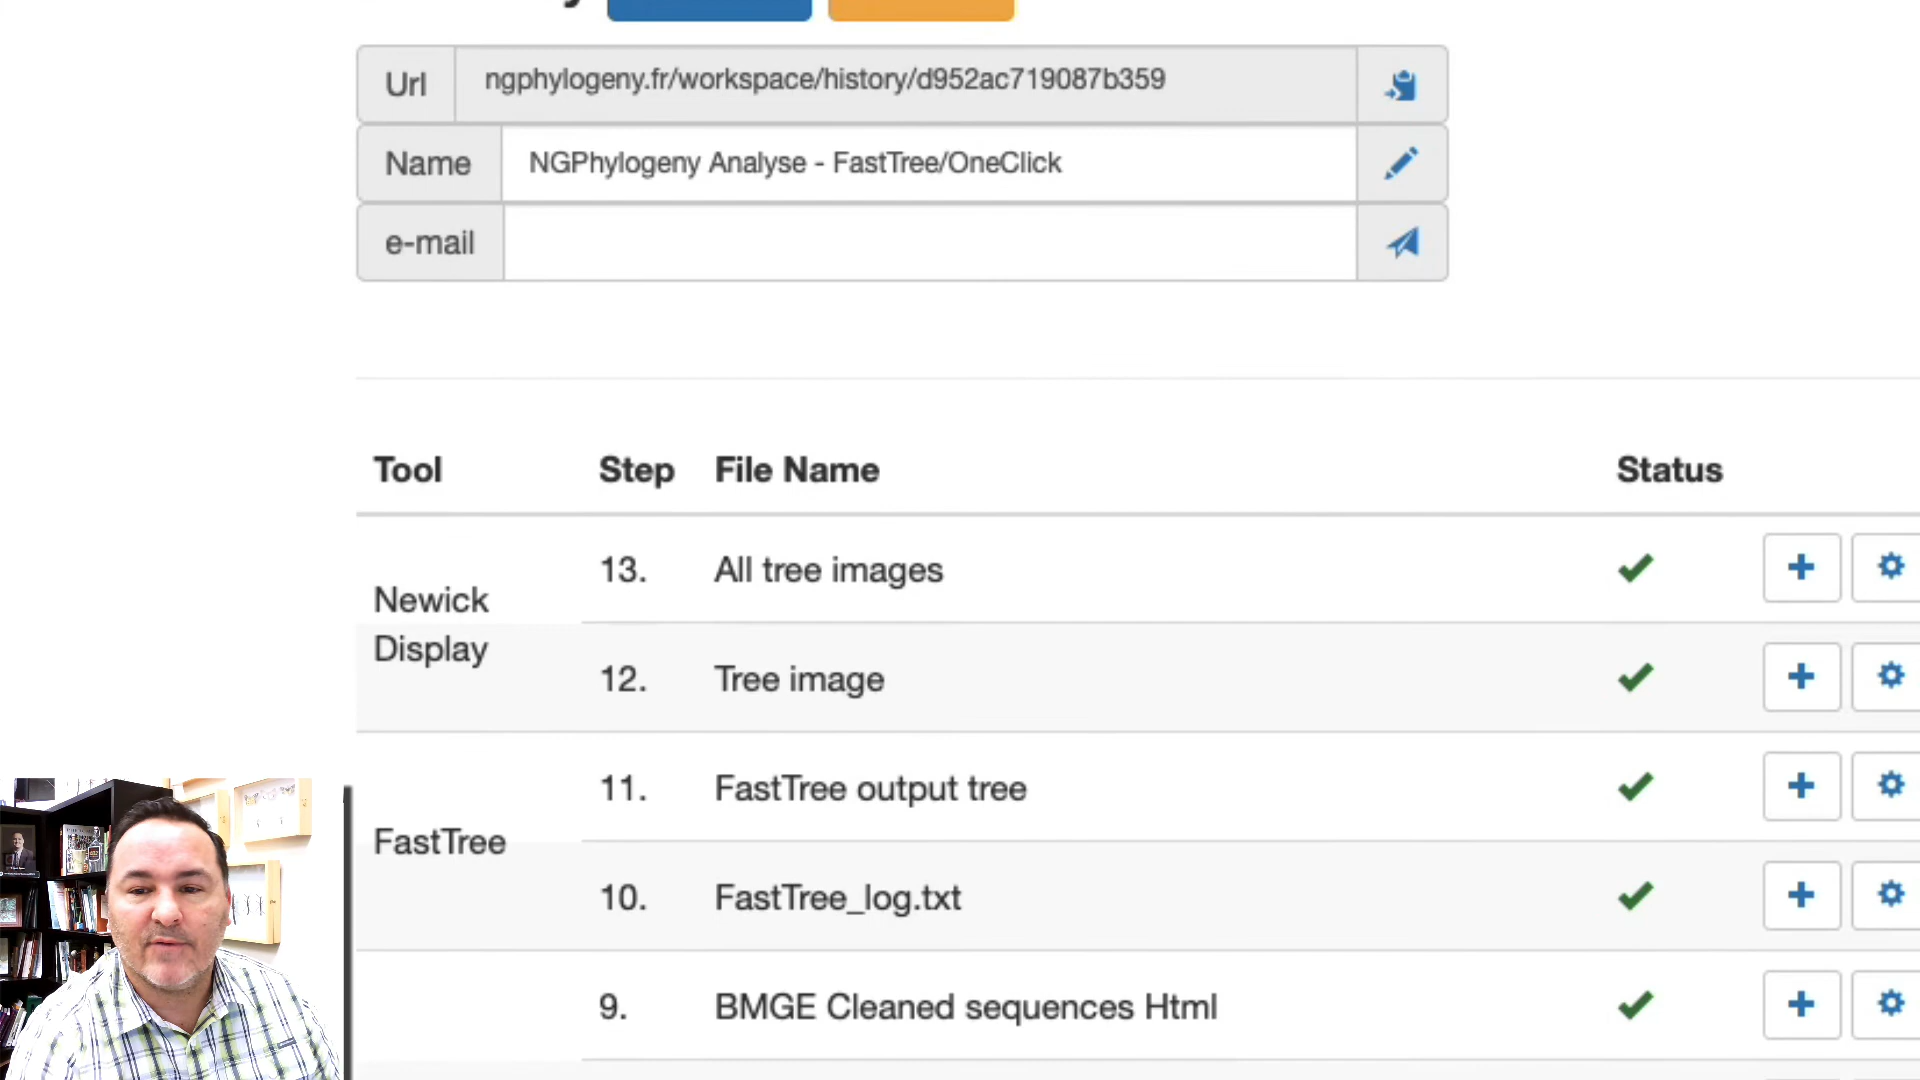 Url ngphylogeny.fr/workspace/history/d952ac719087b359
Name NGPhylogeny Analyse - FastTree/OneClick
e-mail
Tool Step File Name Status
Newick
Display
13. All tree images
12. Tree image
FastTree
11. FastTree output tree
10. FastTree_log.txt
9. BMGE Cleaned sequences Html